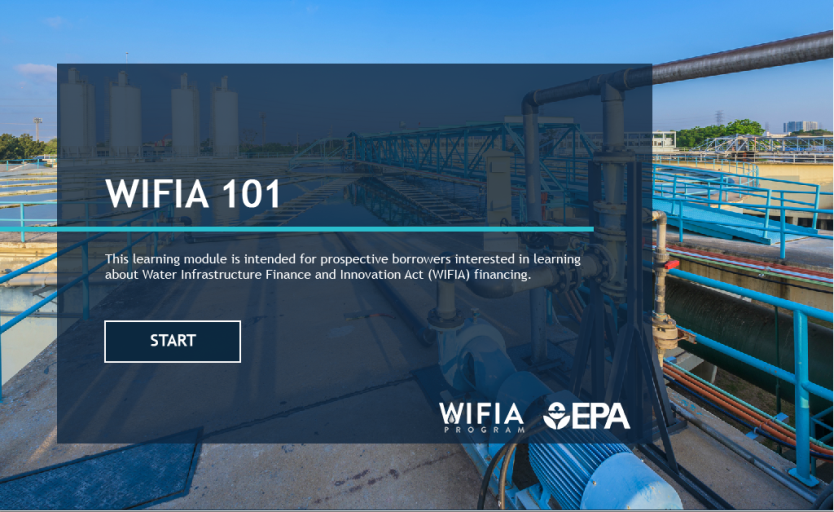 WIFIA 101
This learning module is intended for prospective borrowers interested in learning
about Water Infrastructure Finance and Innovation Act (WIFIA) financing.
START
WIFIA
PROGRAM
EPA